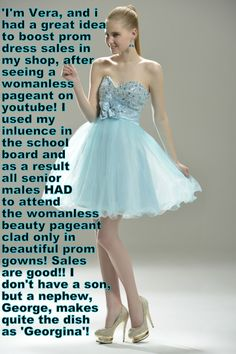 'I'm Vera, and i
had a great idea
to boost prom
dress sales in
my shop, after
seeing a
womanless
pageant on
youtube! I
used my
inluence in
the school
board and
as a result
all senior
males HAD
to attend
the womanless
beauty pageant
clad only in
beautiful prom
gowns! Sales
are good!! I
don't have a son,
but a nephew,
George, makes
quite the dish
as 'Georgina'!